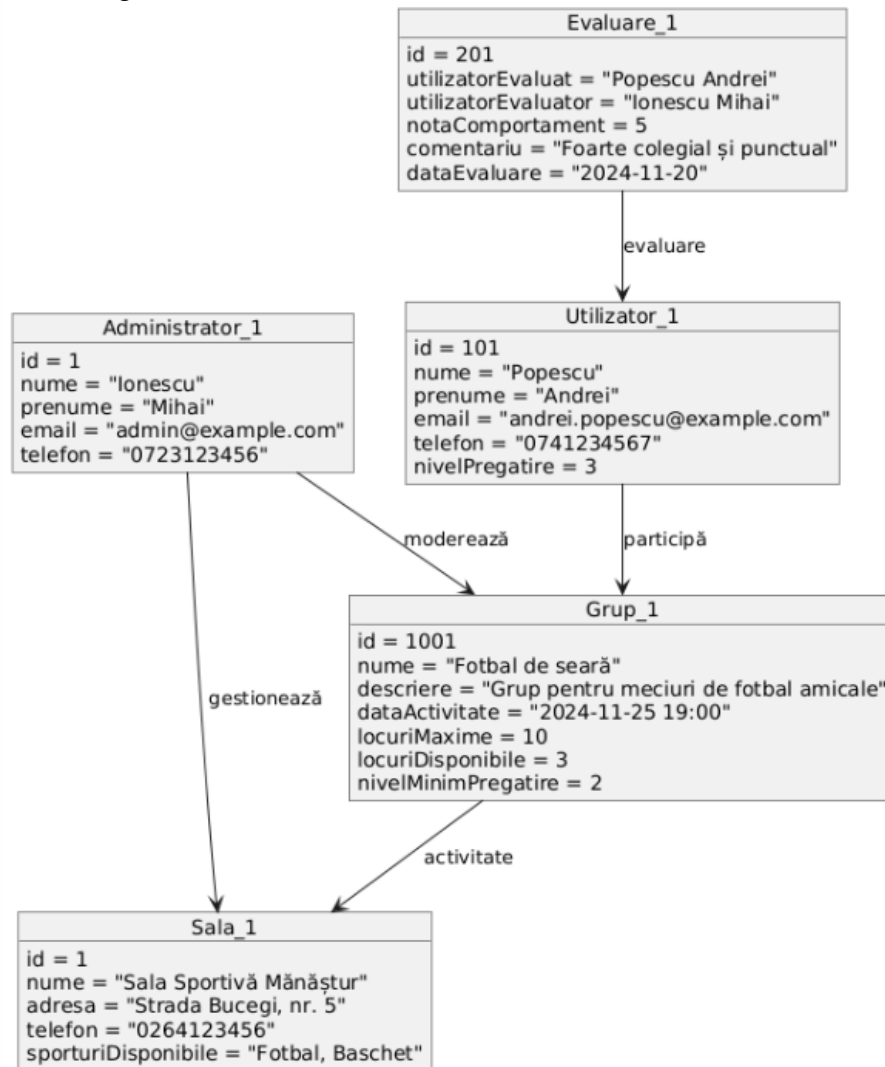 Evaluare_1
id = 201
utilizatorEvaluat = "Popescu Andrei"
utilizatorEvaluator = "Ionescu Mihai"
notaComportament = 5
comentariu = "Foarte colegial și punctual"
dataEvaluare = "2024-11-20"
evaluare
Administrator_1
id = 1
nume = "Ionescu"
prenume = "Mihai"
email = "admin@example.com"
telefon = "0723123456"
Utilizator_1
id = 101
nume = "Popescu"
prenume = "Andrei"
email = "andrei.popescu@example.com"
telefon = "0741234567"
nivelPregatire = 3
moderează
participă
gestionează
Grup_1
id = 1001
nume = "Fotbal de seară"
descriere = "Grup pentru meciuri de fotbal amicale"
dataActivitate = "2024-11-25 19:00"
locuriMaxime = 10
locuriDisponibile = 3
nivelMinimPregatire = 2
activitate
Sala_1
id = 1
nume = "Sala Sportivă Mănăștur"
adresa = "Strada Bucegi, nr. 5"
telefon = "0264123456"
sporturiDisponibile = "Fotbal, Baschet"